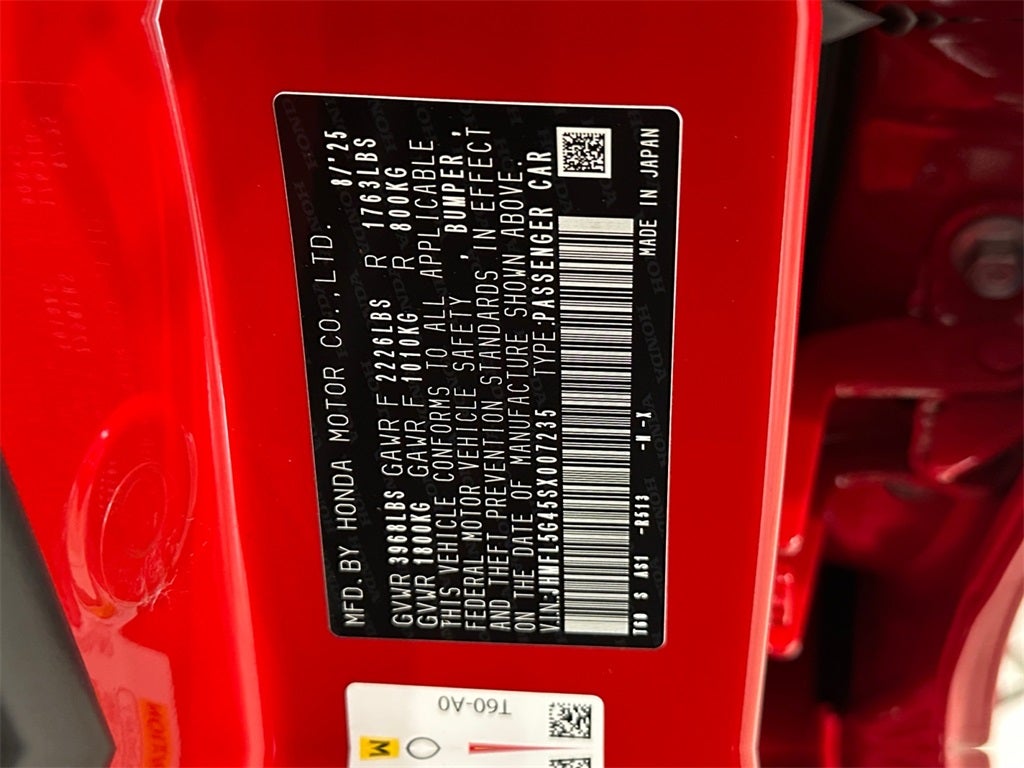 MFD.BY HONDA MOTOR CO.,LTD. 8/'25
GVWR 3968LBS GAWR F 2226LBS R 1763LBS
GVWR 1800KG GAWR F 1010KG R 800KG
THIS VEHICLE CONFORMS TO ALL APPLICABLE
FEDERAL MOTOR VEHICLE SAFETY , BUMPER,
AND THEFT PREVENTION STANDARDS IN EFFECT
ON THE DATE OF MANUFACTURE SHOWN ABOVE.
V.I.N:JHMFL5G45SX007235 TYPE:PASSENGER CAR
T60 S AS1 -R513 -N-X MADE IN JAPAN
T60-A0
M